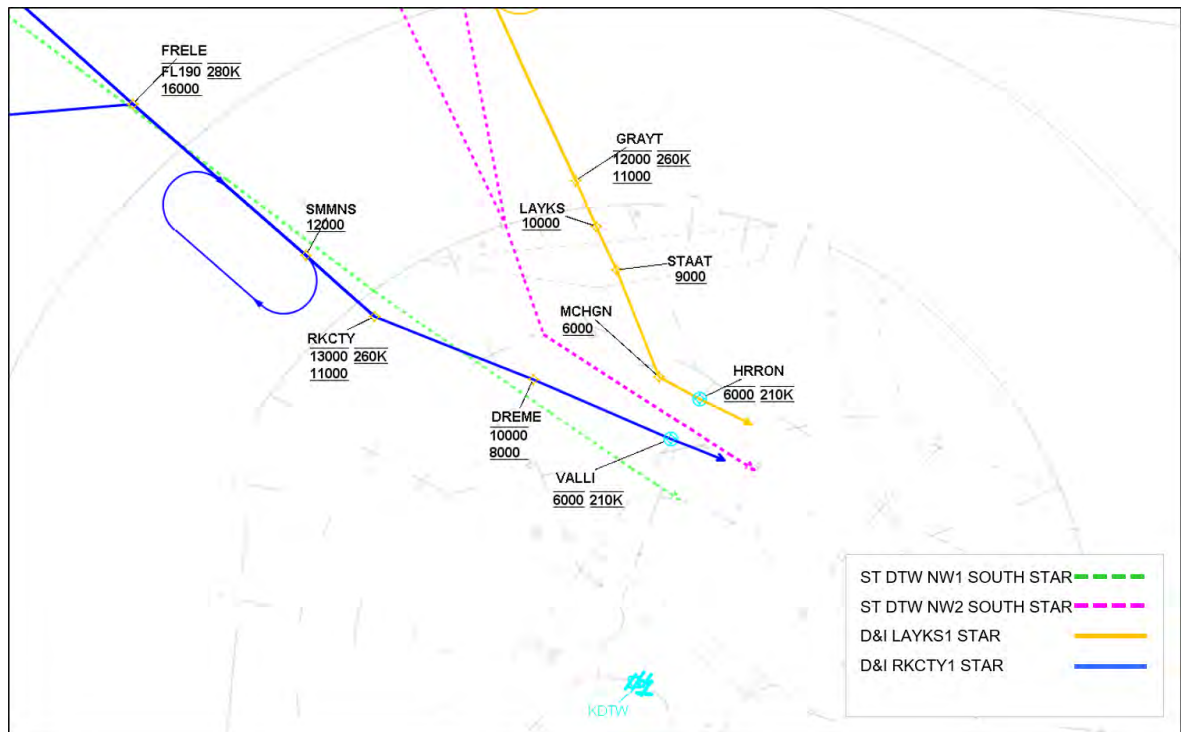 FRELE
FL190 280K
16000
GRAYT
12000 260K
11000
LAYKS
10000
SMMNS
12000
STAAT
9000
MCHGN
6000
RKCTY
13000 260K
11000
HRRON
6000 210K
DREME
10000
8000
VALLI
6000 210K
ST DTW NW1 SOUTH STAR
ST DTW NW2 SOUTH STAR
D&I LAYKS1 STAR
D&I RKCTY1 STAR
KDTW